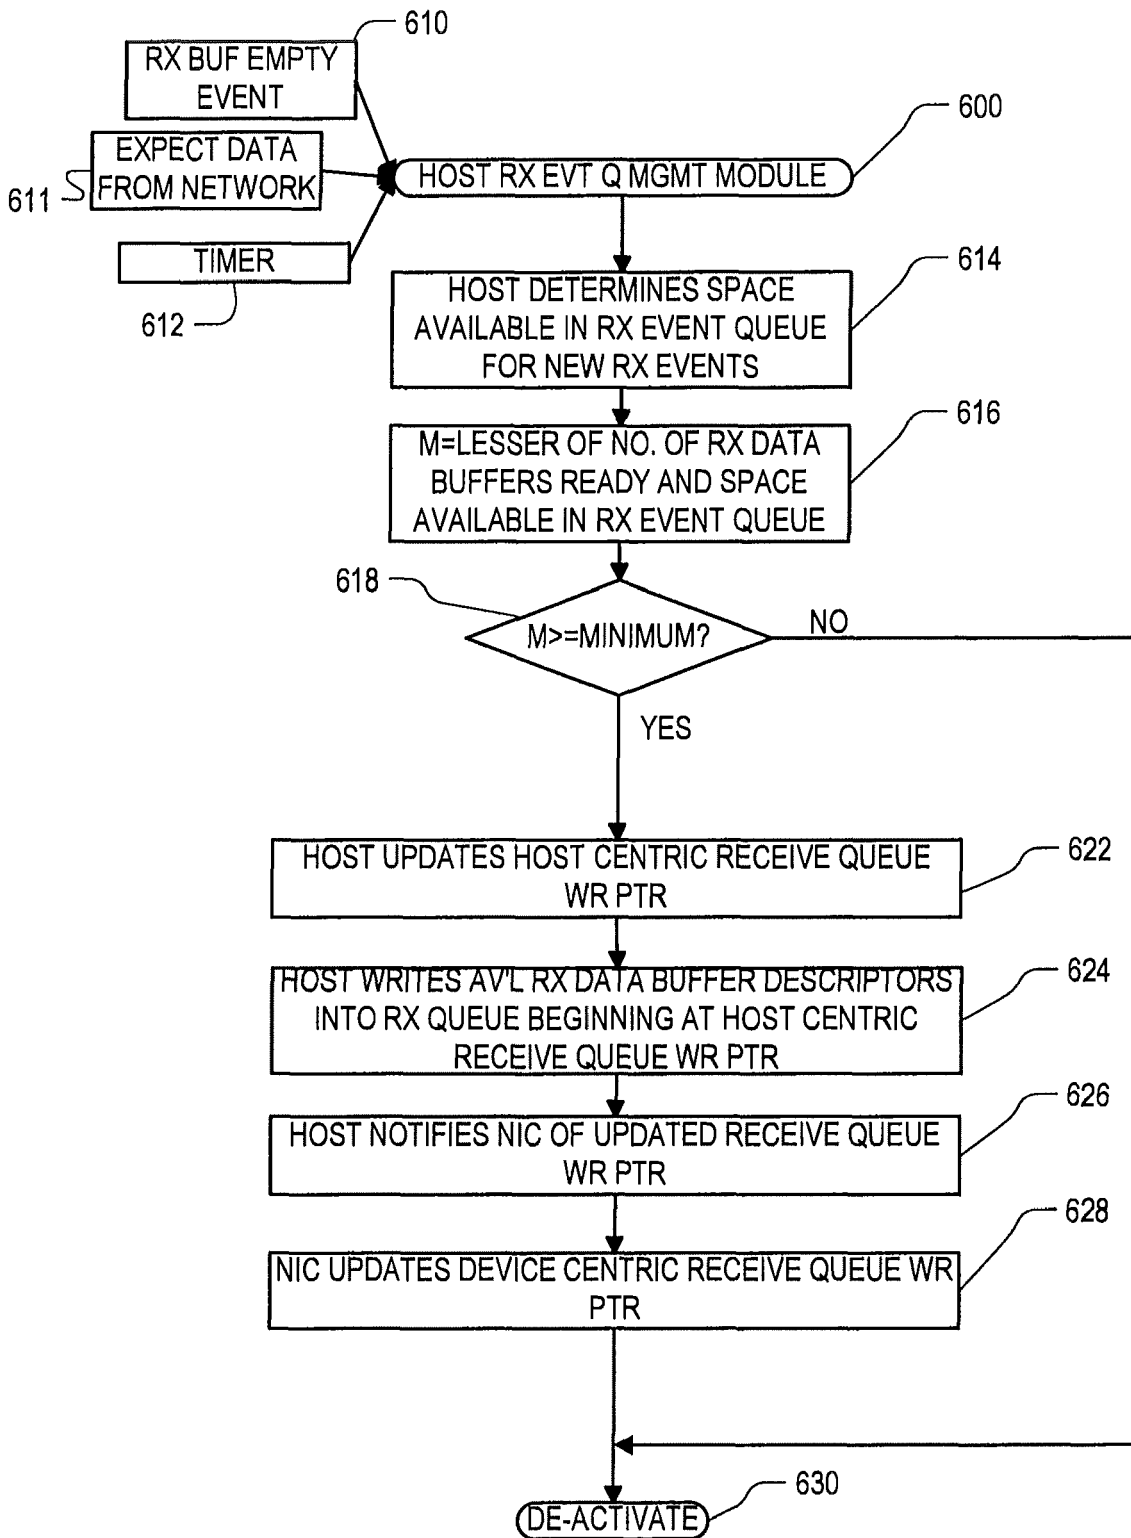 610
RX BUF EMPTY
EVENT
600
EXPECT DATA
FROM NETWORK
611
HOST RX EVT Q MGMT MODULE
TIMER
612
614
HOST DETERMINES SPACE
AVAILABLE IN RX EVENT QUEUE
FOR NEW RX EVENTS
616
M=LESSER OF NO. OF RX DATA
BUFFERS READY AND SPACE
AVAILABLE IN RX EVENT QUEUE
618
M>=MINIMUM?
NO
YES
622
HOST UPDATES HOST CENTRIC RECEIVE QUEUE
WR PTR
624
HOST WRITES AV'L RX DATA BUFFER DESCRIPTORS
INTO RX QUEUE BEGINNING AT HOST CENTRIC
RECEIVE QUEUE WR PTR
626
HOST NOTIFIES NIC OF UPDATED RECEIVE QUEUE
WR PTR
628
NIC UPDATES DEVICE CENTRIC RECEIVE QUEUE WR
PTR
630
DE-ACTIVATE